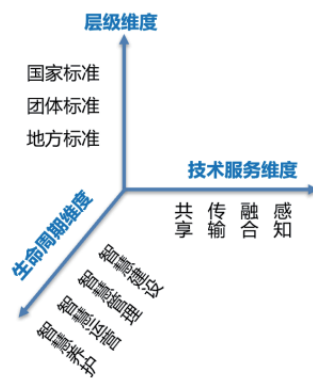 层级维度
国家标准
团体标准
地方标准
技术服务维度
共享
传输
融合
感知
生命周期维度
智慧建设
智慧管理
智慧运营
智慧养护